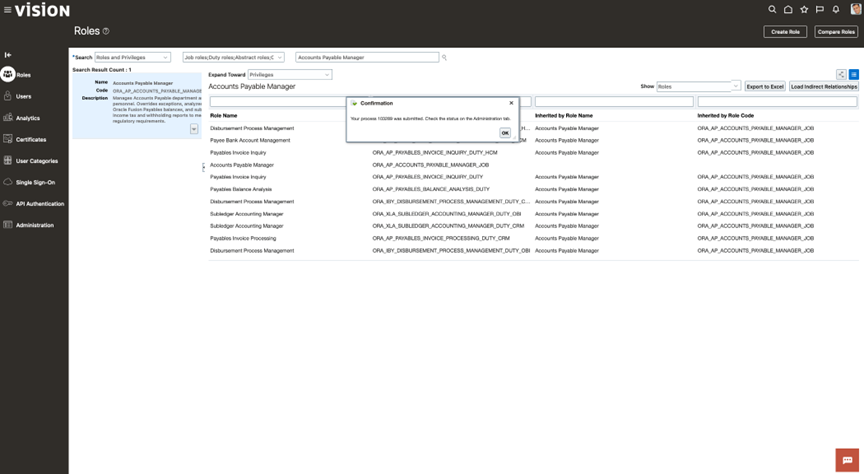 VISION
Roles
Create Role
Compare Roles
Roles
Users
Analytics
Certificates
User Categories
Single Sign-On
API Authentication
Administration
*Search Roles and Privileges Job roles;Duty roles;Abstract roles;C Accounts Payable Manager
Search Result Count : 1
Name Accounts Payable Manager
Code ORA_AP_ACCOUNTS_PAYABLE_MANAGE
Description Manages Accounts Payable department a
personal. Overrides exceptions, analyzes
Oracle Fusion Payables balances, and sub
income tax and withholding reports to me
regulatory requirements.
Expand Toward Privileges
Accounts Payable Manager
Show Roles Export to Excel Load Indirect Relationships
Confirmation
Your process 103289 was submitted. Check the status on the Administration tab.
OK
Role Name Inherited by Role Name Inherited by Role Code
Disbursement Process Management H... Accounts Payable Manager ORA_AP_ACCOUNTS_PAYABLE_MANAGER_JOB
Payee Bank Account Management Accounts Payable Manager ORA_AP_ACCOUNTS_PAYABLE_MANAGER_JOB
Payables Invoice Inquiry ORA_AP_PAYABLES_INVOICE_INQUIRY_DUTY_HCM Accounts Payable Manager ORA_AP_ACCOUNTS_PAYABLE_MANAGER_JOB
Accounts Payable Manager ORA_AP_ACCOUNTS_PAYABLE_MANAGER_JOB
Payables Invoice Inquiry ORA_AP_PAYABLES_INVOICE_INQUIRY_DUTY Accounts Payable Manager ORA_AP_ACCOUNTS_PAYABLE_MANAGER_JOB
Payables Balance Analysis ORA_AP_PAYABLES_BALANCE_ANALYSIS_DUTY Accounts Payable Manager ORA_AP_ACCOUNTS_PAYABLE_MANAGER_JOB
Disbursement Process Management ORA_IBY_DISBURSEMENT_PROCESS_MANAGEMENT_DUTY_C... Accounts Payable Manager ORA_AP_ACCOUNTS_PAYABLE_MANAGER_JOB
Subledger Accounting Manager ORA_XLA_SUBLEDGER_ACCOUNTING_MANAGER_DUTY_OBI Accounts Payable Manager ORA_AP_ACCOUNTS_PAYABLE_MANAGER_JOB
Subledger Accounting Manager ORA_XLA_SUBLEDGER_ACCOUNTING_MANAGER_DUTY_CRM Accounts Payable Manager ORA_AP_ACCOUNTS_PAYABLE_MANAGER_JOB
Payables Invoice Processing ORA_AP_PAYABLES_INVOICE_PROCESSING_DUTY_CRM Accounts Payable Manager ORA_AP_ACCOUNTS_PAYABLE_MANAGER_JOB
Disbursement Process Management ORA_IBY_DISBURSEMENT_PROCESS_MANAGEMENT_DUTY_OBI Accounts Payable Manager ORA_AP_ACCOUNTS_PAYABLE_MANAGER_JOB